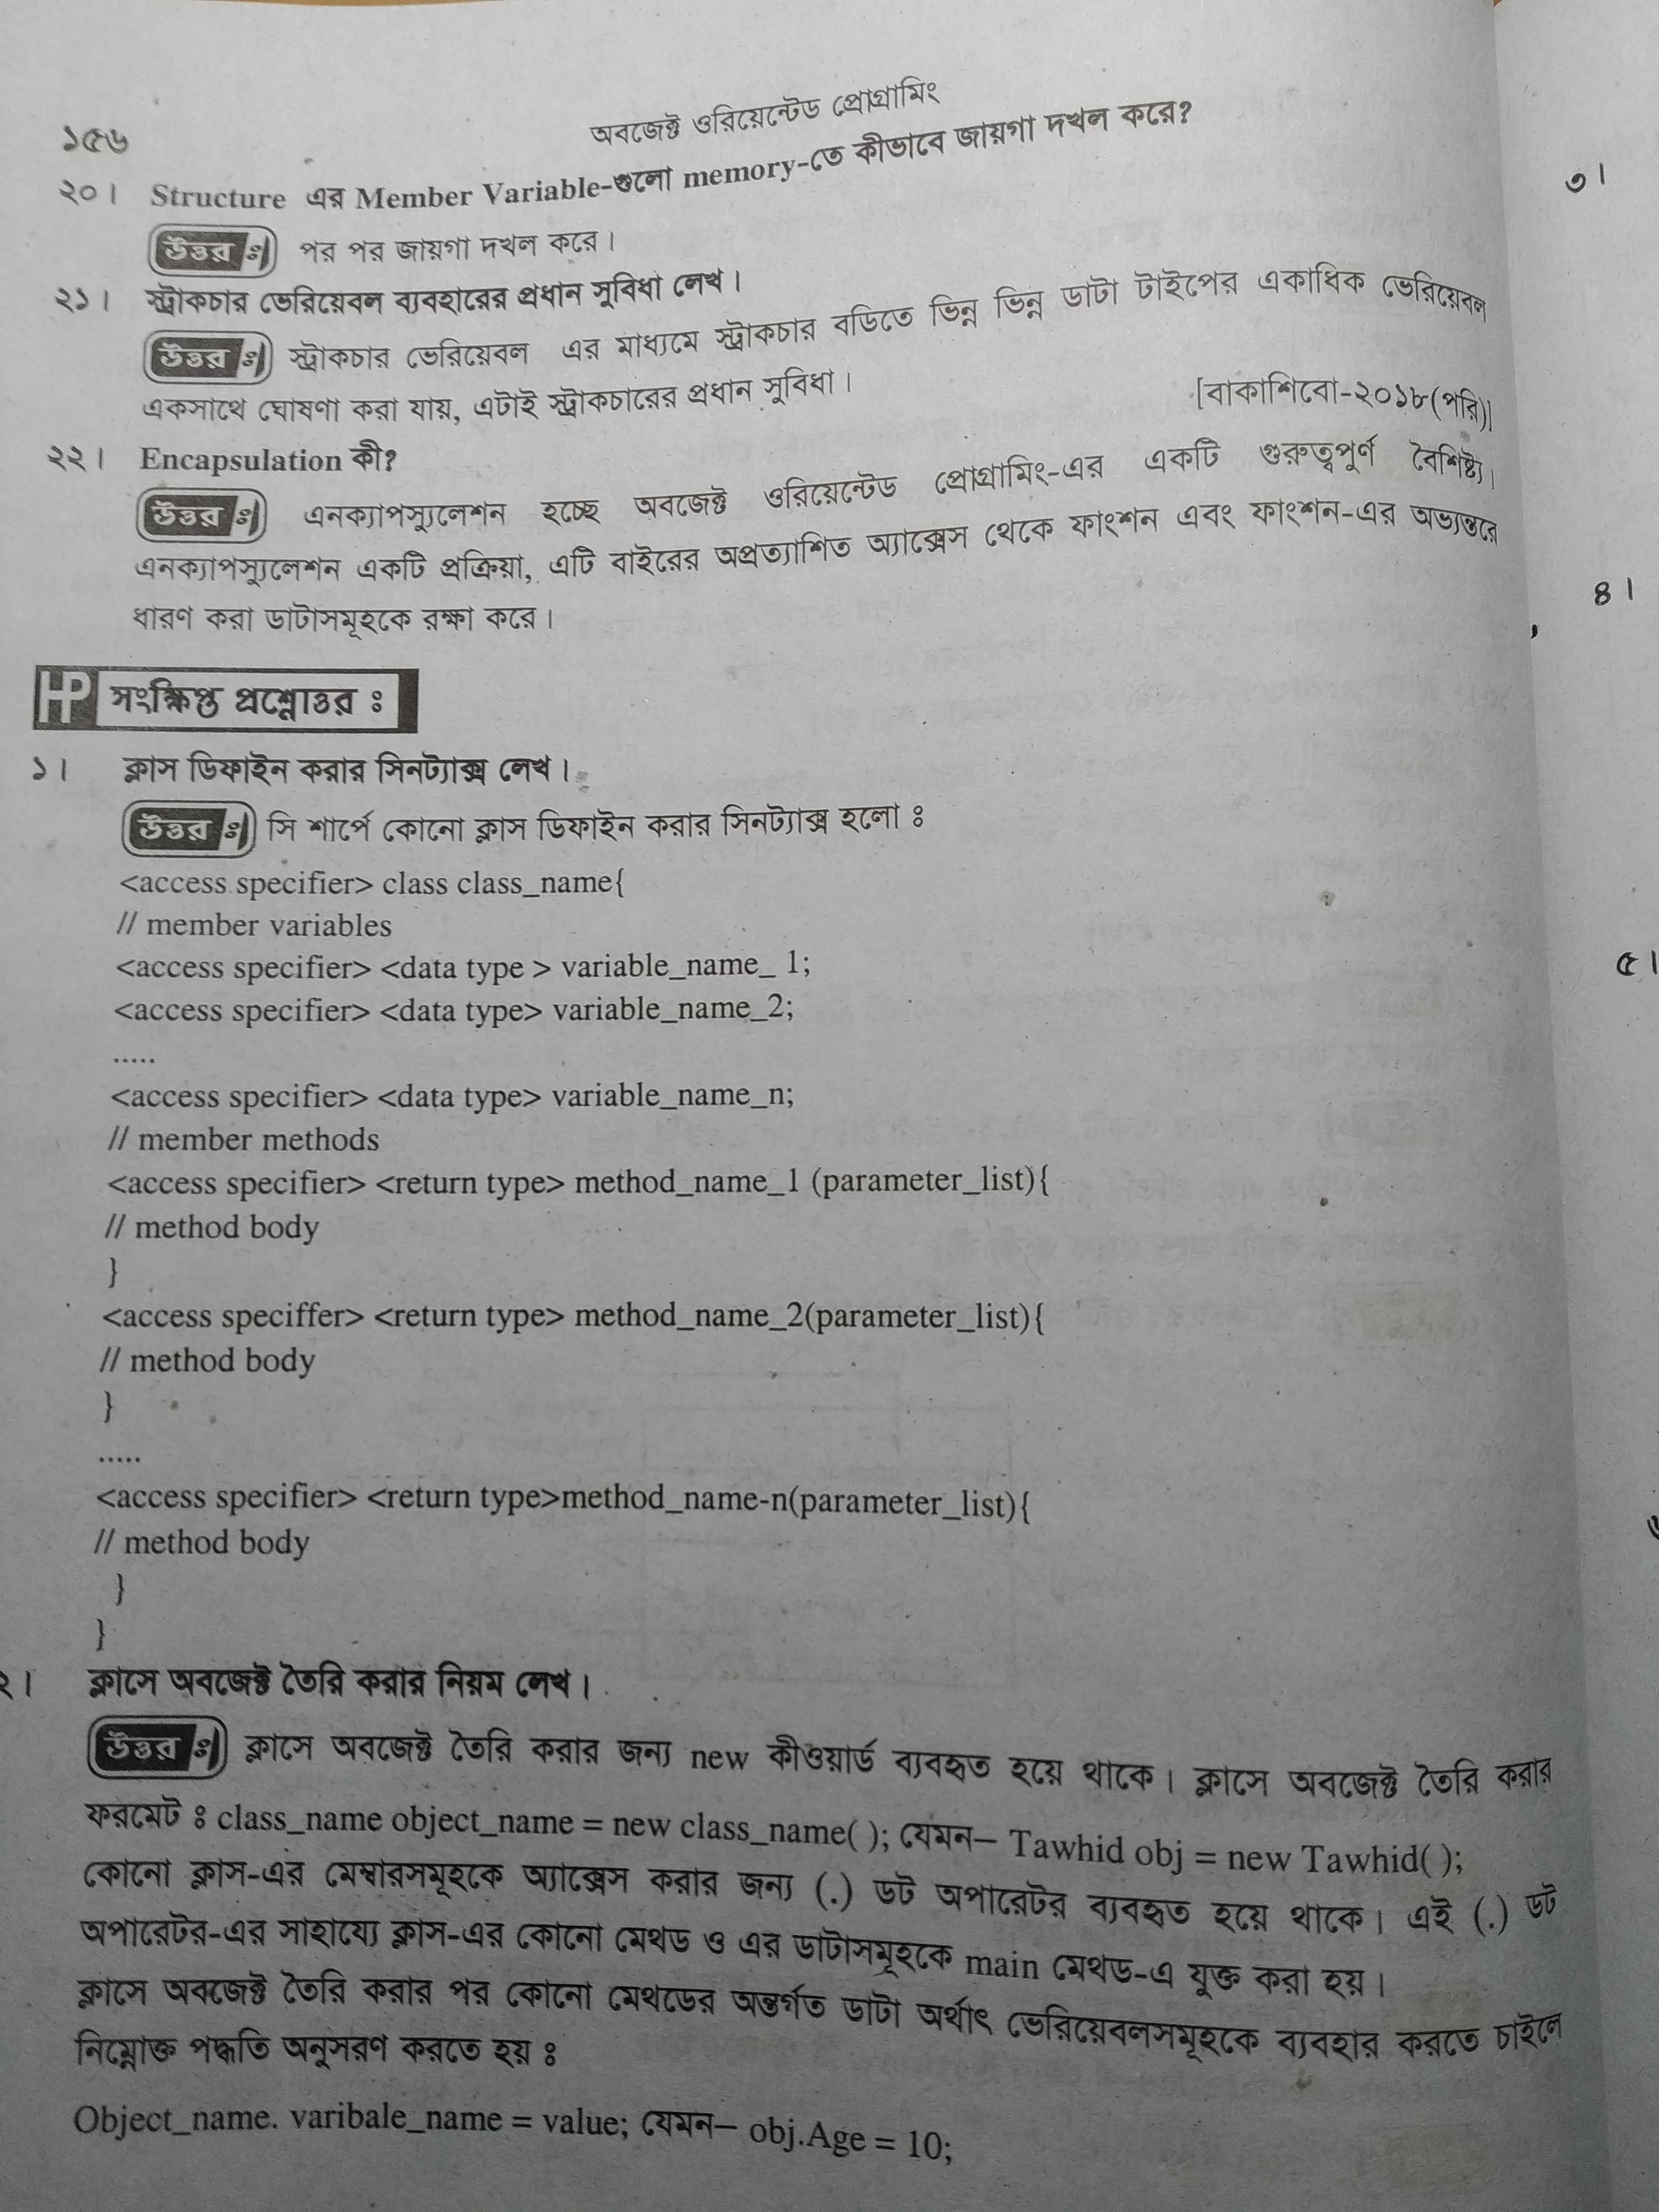 ১৫৬
অবজেক্ট ওরিয়েন্টেড প্রোগ্রামিং
২০। Structure এর Member Variable-গুলো memory-তে কীভাবে জায়গা দখল করে?
উত্তর ঃ পর পর জায়গা দখল করে।
২১। স্ট্রাকচার ভেরিয়েবল ব্যবহারের প্রধান সুবিধা লেখ।
উত্তর ঃ স্ট্রাকচার ভেরিয়েবল এর মাধ্যমে স্ট্রাকচার বডিতে ভিন্ন ভিন্ন ডাটা টাইপের একাধিক ভেরিয়েবল
একসাথে ঘোষণা করা যায়, এটাই স্ট্রাকচারের প্রধান সুবিধা।
[বাকাশিবো-২০১৮(পরি)]
২২। Encapsulation কী?
উত্তর ঃ এনক্যাপস্যুলেশন হচ্ছে অবজেক্ট ওরিয়েন্টেড প্রোগ্রামিং-এর একটি গুরুত্বপুর্ণ বৈশিষ্ট্য।
এনক্যাপস্যুলেশন একটি প্রক্রিয়া, এটি বাইরের অপ্রত্যাশিত অ্যাক্সেস থেকে ফাংশন এবং ফাংশন-এর অভ্যন্তরে
ধারণ করা ডাটাসমূহকে রক্ষা করে।
HP সংক্ষিপ্ত প্রশ্নোত্তর ঃ
১। ক্লাস ডিফাইন করার সিনট্যাক্স লেখ।
উত্তর ঃ সি শার্পে কোনো ক্লাস ডিফাইন করার সিনট্যাক্স হলো ঃ
<access specifier> class class_name{
// member variables
<access specifier> <data type > variable_name_ 1;
<access specifier> <data type> variable_name_2;
.....
<access specifier> <data type> variable_name_n;
// member methods
<access specifier> <return type> method_name_1 (parameter_list){
// method body
}
<access speciffer> <return type> method_name_2(parameter_list){
// method body
}
.....
<access specifier> <return type>method_name-n(parameter_list){
// method body
}
}
২। ক্লাসে অবজেক্ট তৈরি করার নিয়ম লেখ।
উত্তর ঃ ক্লাসে অবজেক্ট তৈরি করার জন্য new কীওয়ার্ড ব্যবহৃত হয়ে থাকে। ক্লাসে অবজেক্ট তৈরি করার
ফরমেট ঃ class_name object_name = new class_name( ); যেমন– Tawhid obj = new Tawhid( );
কোনো ক্লাস-এর মেম্বারসমূহকে অ্যাক্সেস করার জন্য (.) ডট অপারেটর ব্যবহৃত হয়ে থাকে। এই (.) ডট
অপারেটর-এর সাহায্যে ক্লাস-এর কোনো মেথড ও এর ডাটাসমূহকে main মেথড-এ যুক্ত করা হয়।
ক্লাসে অবজেক্ট তৈরি করার পর কোনো মেথডের অন্তর্গত ডাটা অর্থাৎ ভেরিয়েবলসমূহকে ব্যবহার করতে চাইলে
নিম্নোক্ত পদ্ধতি অনুসরণ করতে হয় ঃ
Object_name. varibale_name = value; যেমন– obj.Age = 10;
৩।
৪।
৫।